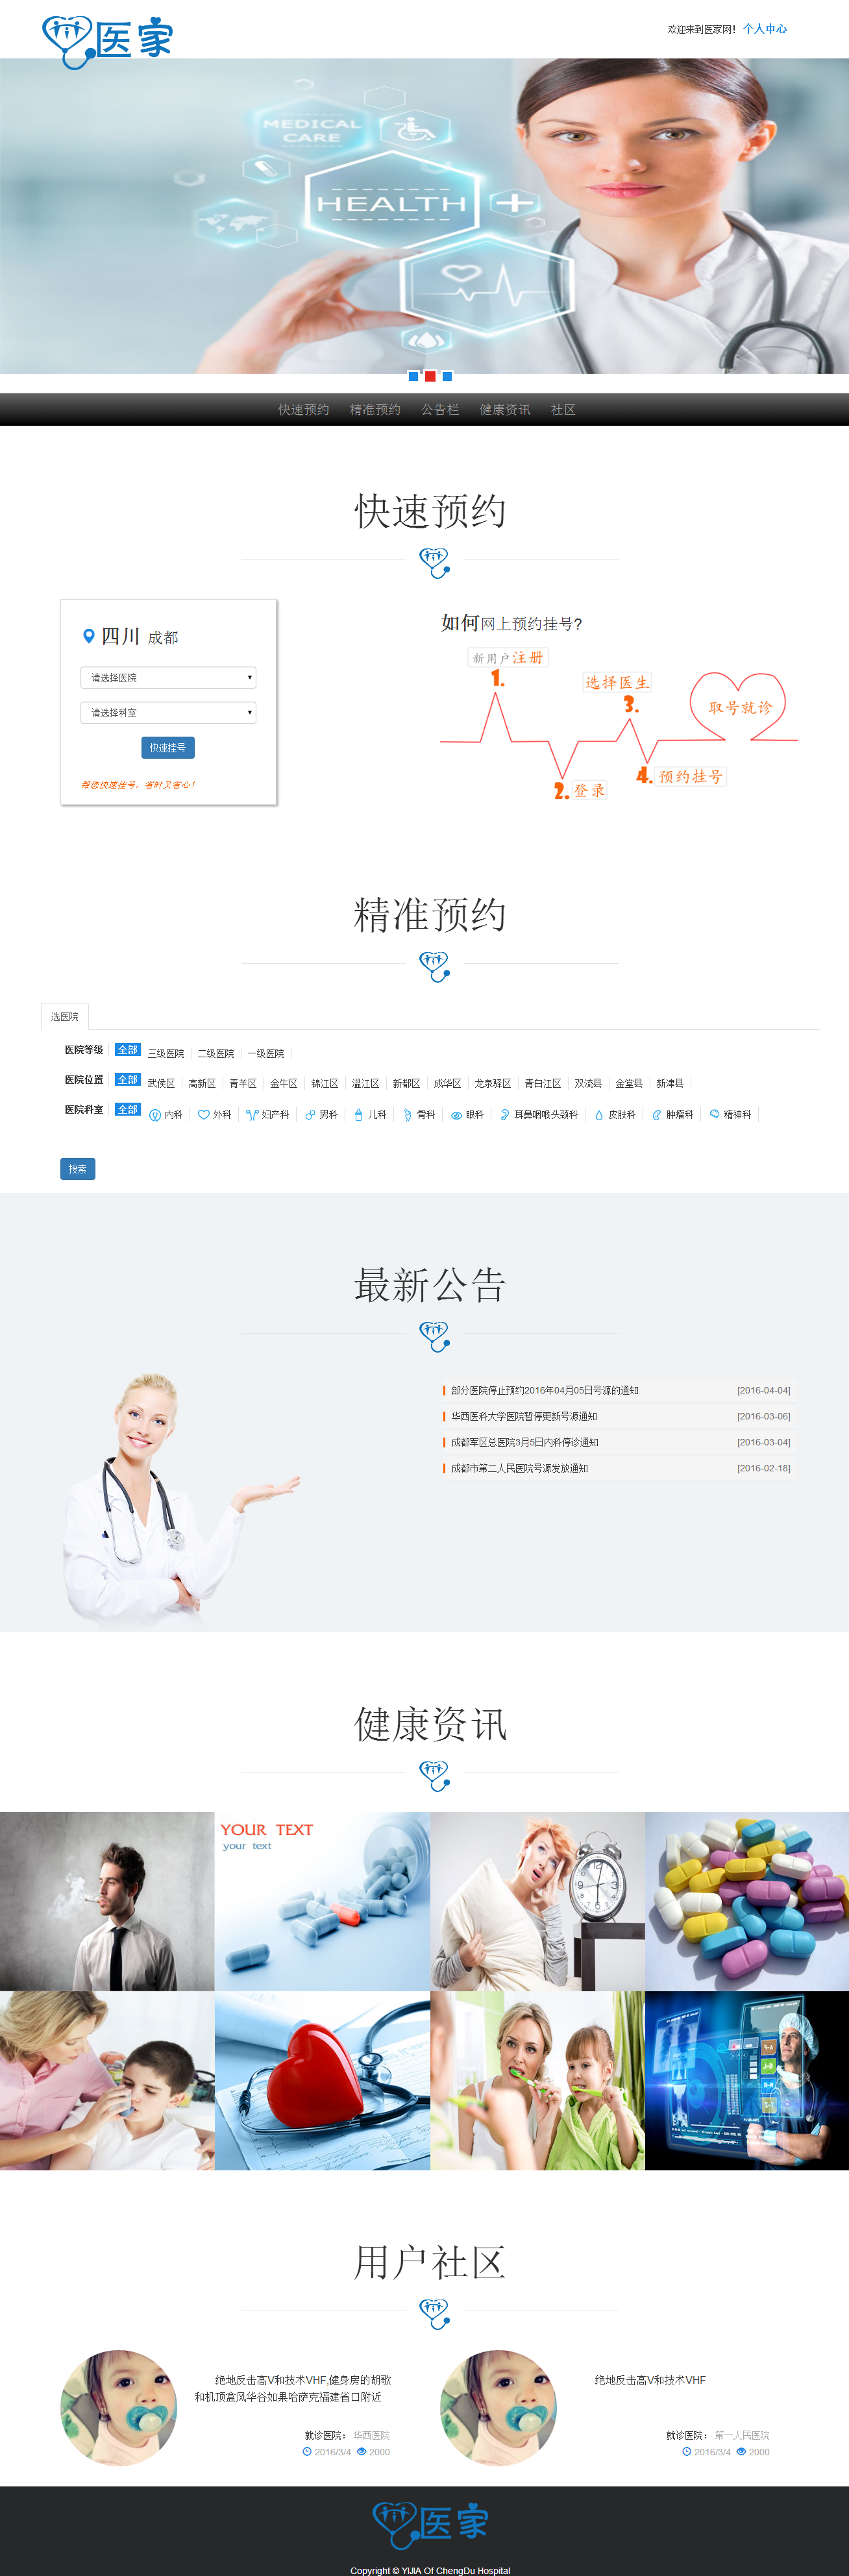 医家
欢迎来到医家网！ 个人中心
MEDICAL
CARE
HEALTH
快速预约 精准预约 公告栏 健康资讯 社区
快速预约
四川 成都
请选择医院
请选择科室
快速挂号
帮您快速挂号，省时又省心！
如何网上预约挂号?
新用户注册
1.
选择医生
3.
取号就诊
4. 预约挂号
2. 登录
精准预约
选医院
医院等级 全部 三级医院 二级医院 一级医院
医院位置 全部 武侯区 高新区 青羊区 金牛区 锦江区 温江区 新都区 成华区 龙泉驿区 青白江区 双流县 金堂县 新津县
医院科室 全部 内科 外科 妇产科 男科 儿科 骨科 眼科 耳鼻咽喉头颈科 皮肤科 肿瘤科 精神科
搜索
最新公告
部分医院停止预约2016年04月05日号源的通知 [2016-04-04]
华西医科大学医院暂停更新号源通知 [2016-03-06]
成都军区总医院3月5日内科停诊通知 [2016-03-04]
成都市第二人民医院号源发放通知 [2016-02-18]
健康资讯
YOUR TEXT
your text
用户社区
绝地反击高V和技术VHF,健身房的胡歌
和机顶盒风华谷如果哈萨克福建省口附近
就诊医院： 华西医院
2016/3/4 2000
绝地反击高V和技术VHF
就诊医院： 第一人民医院
2016/3/4 2000
医家
Copyright © YIJIA Of ChengDu Hospital